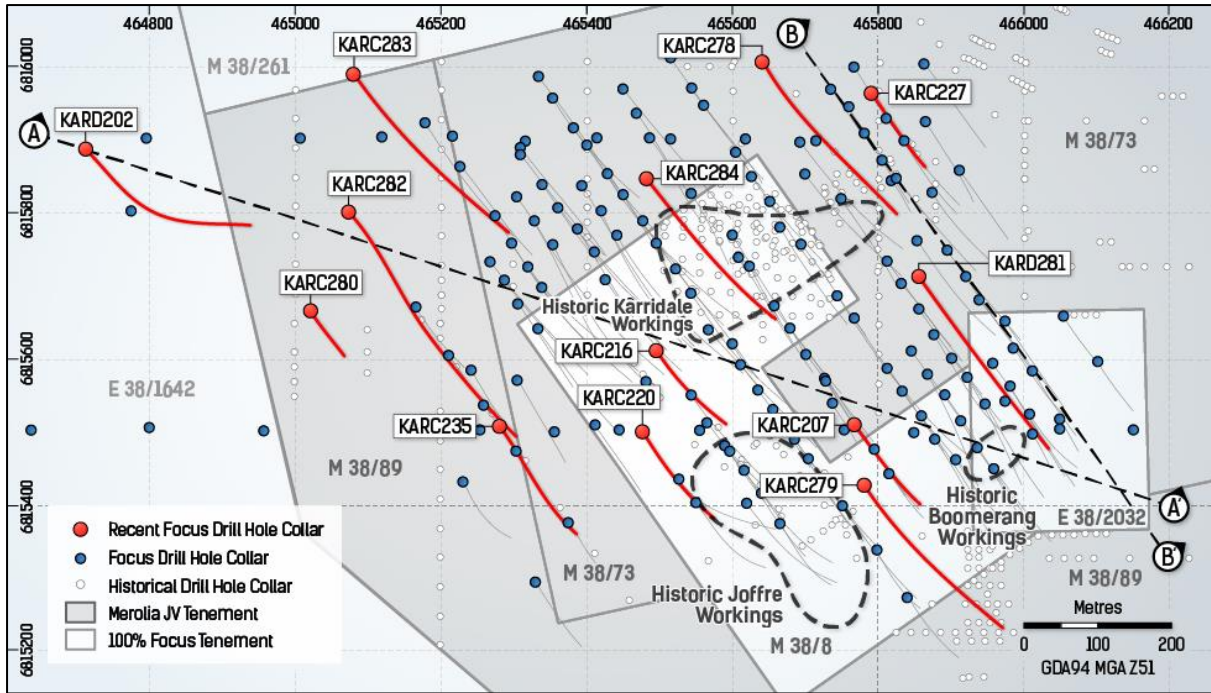 464800
465000
465200
465400
465600
465800
466000
466200
6816000
6815800
6815600
6815400
6815200
KARC283
KARC278
B
M 38/261
KARC227
A
KARD202
M 38/73
KARC284
KARC282
KARD281
KARC280
Historic Karridale
Workings
KARC216
E 38/1642
KARC220
KARC235
KARC207
M 38/89
KARC279
Historic
Boomerang
Workings
E 38/2032
A'
B'
M 38/73
Historic Joffre
Workings
M 38/8
M 38/89
Recent Focus Drill Hole Collar
Focus Drill Hole Collar
Historical Drill Hole Collar
Merolia JV Tenement
100% Focus Tenement
Metres
0 100 200
GDA94 MGA Z51